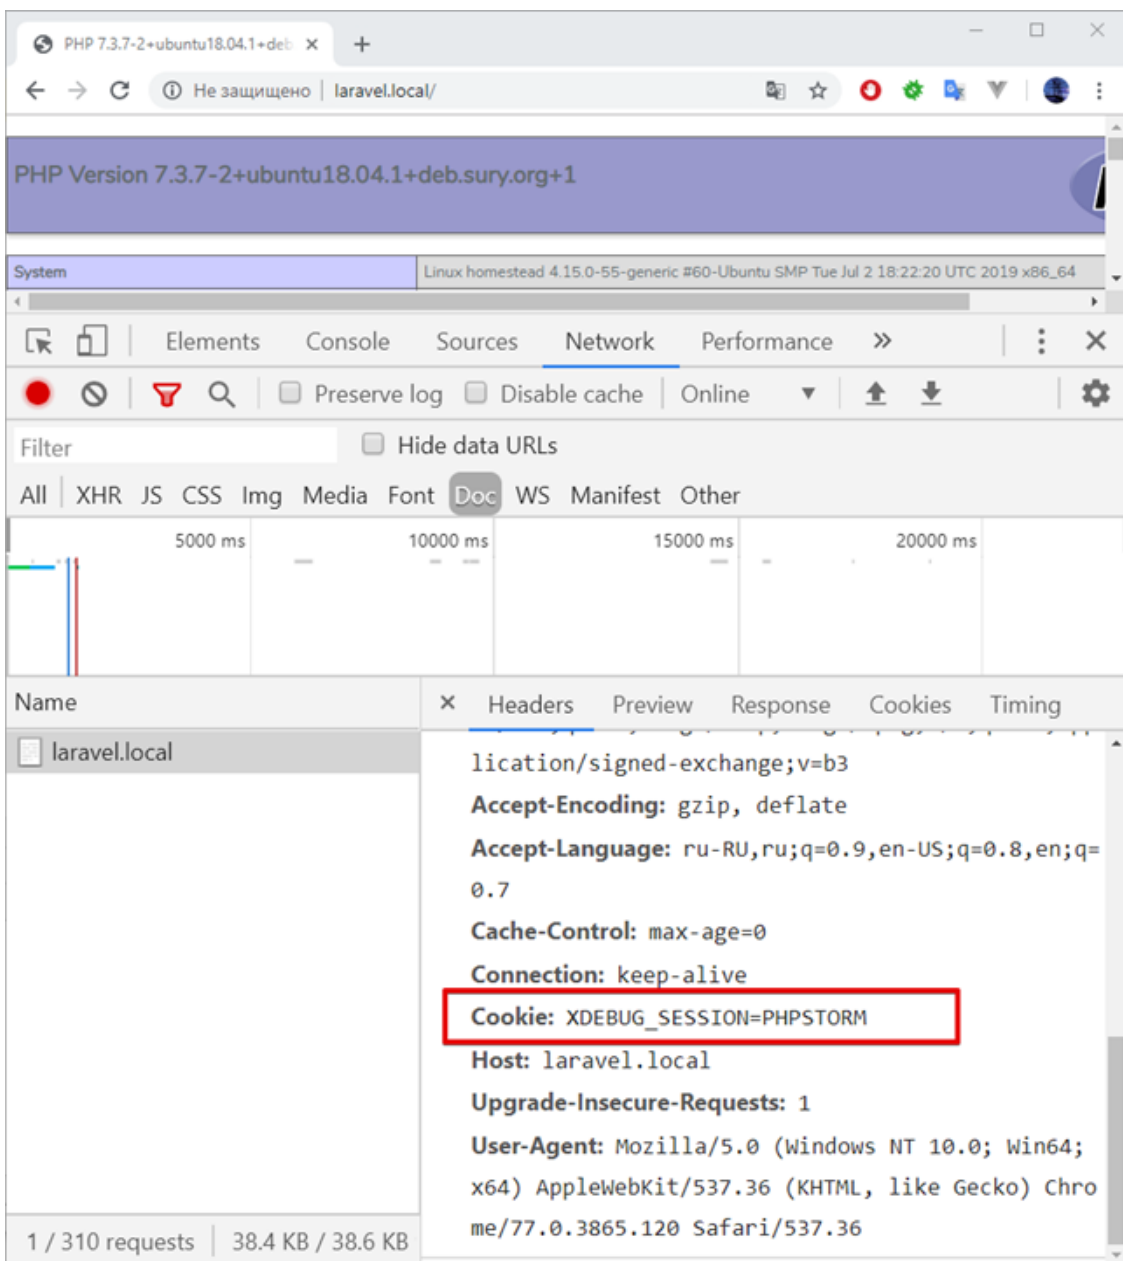 PHP 7.3.7-2+ubuntu18.04.1+deb
Не защищено | laravel.local/
PHP Version 7.3.7-2+ubuntu18.04.1+deb.sury.org+1
System Linux homestead 4.15.0-55-generic #60-Ubuntu SMP Tue Jul 2 18:22:20 UTC 2019 x86_64
Elements Console Sources Network Performance »
Preserve log Disable cache Online
Filter Hide data URLs
All XHR JS CSS Img Media Font Doc WS Manifest Other
5000 ms 10000 ms 15000 ms 20000 ms
Name
Headers Preview Response Cookies Timing
laravel.local
lication/signed-exchange;v=b3
Accept-Encoding: gzip, deflate
Accept-Language: ru-RU,ru;q=0.9,en-US;q=0.8,en;q=
0.7
Cache-Control: max-age=0
Connection: keep-alive
Cookie: XDEBUG_SESSION=PHPSTORM
Host: laravel.local
Upgrade-Insecure-Requests: 1
User-Agent: Mozilla/5.0 (Windows NT 10.0; Win64;
x64) AppleWebKit/537.36 (KHTML, like Gecko) Chro
me/77.0.3865.120 Safari/537.36
1 / 310 requests 38.4 KB / 38.6 KB